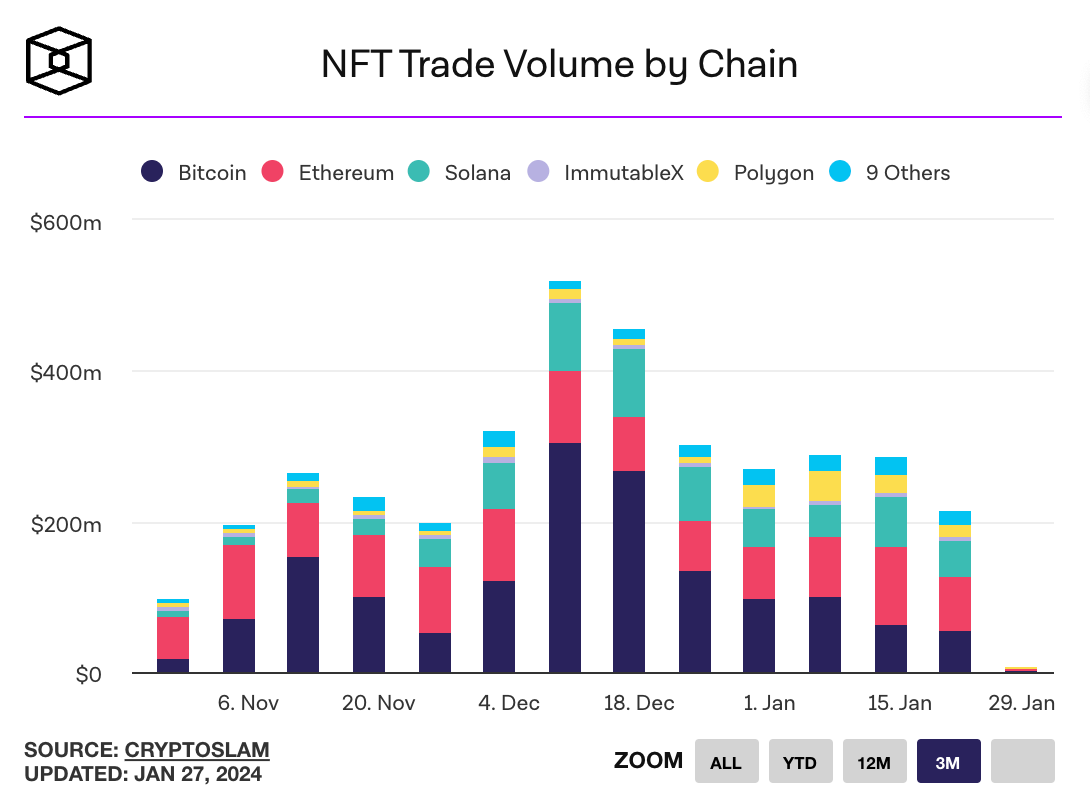 NFT Trade Volume by Chain
Bitcoin Ethereum Solana ImmutableX Polygon 9 Others
$600m
$400m
$200m
$0
6. Nov 20. Nov 4. Dec 18. Dec 1. Jan 15. Jan 29. Jan
SOURCE: CRYPTOSLAM
UPDATED: JAN 27, 2024
ZOOM ALL YTD 12M 3M